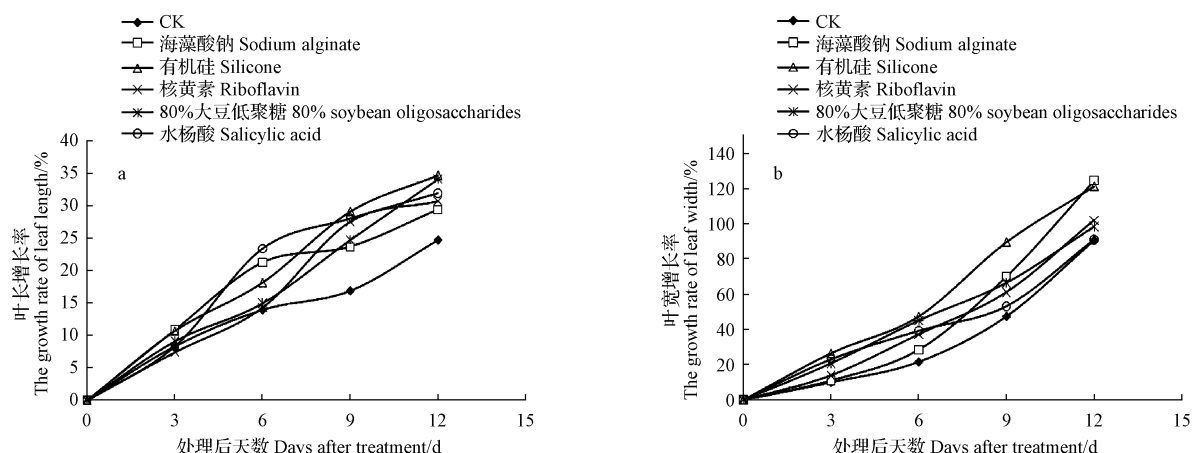 CK
海藻酸钠 Sodium alginate
有机硅 Silicone
核黄素 Riboflavin
80%大豆低聚糖 80% soybean oligosaccharides
水杨酸 Salicylic acid
a
叶长增长率
The growth rate of leaf length/%
40
35
30
25
20
15
10
5
0
0 3 6 9 12 15
处理后天数 Days after treatment/d
CK
海藻酸钠 Sodium alginate
有机硅 Silicone
核黄素 Riboflavin
80%大豆低聚糖 80% soybean oligosaccharides
水杨酸 Salicylic acid
b
叶宽增长率
The growth rate of leaf width/%
140
120
100
80
60
40
20
0
0 3 6 9 12 15
处理后天数 Days after treatment/d